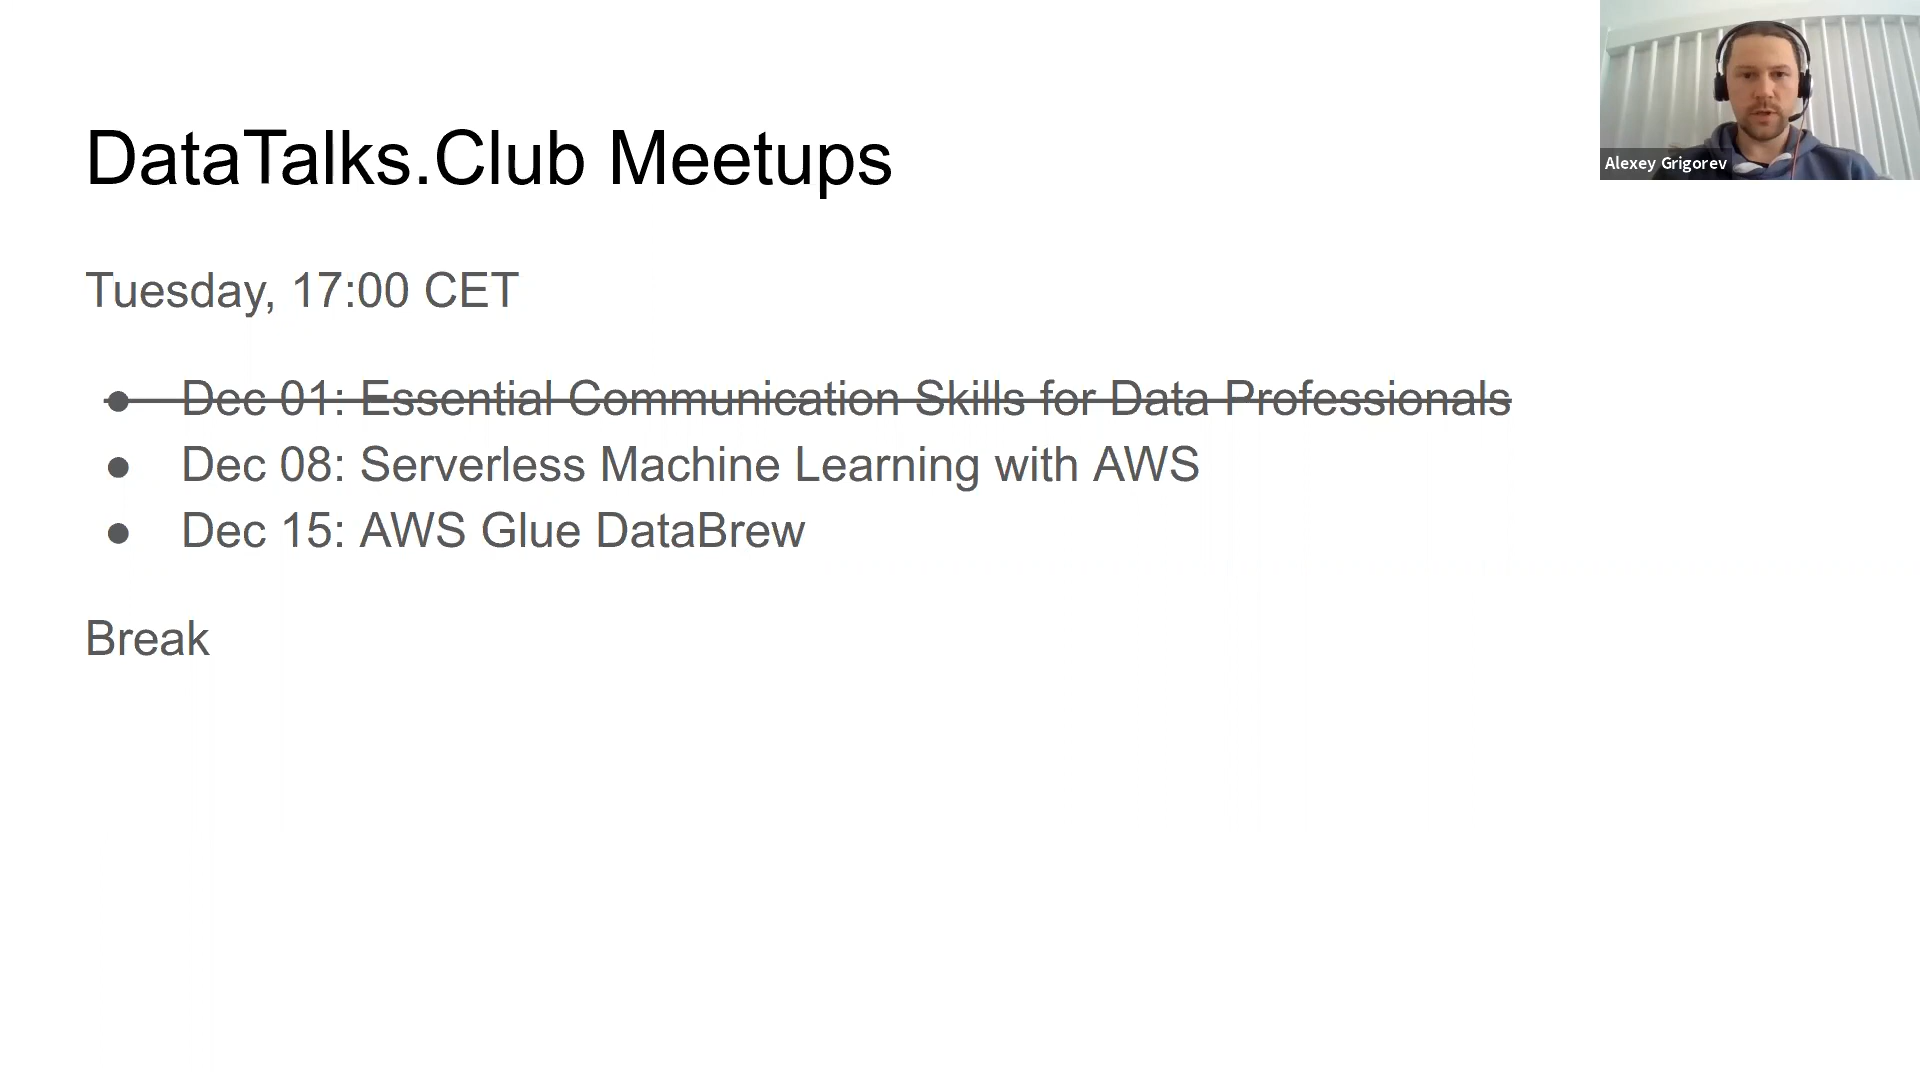 DataTalks.Club Meetups
Alexey Grigorev
Tuesday, 17:00 CET
● Dec 01: Essential Communication Skills for Data Professionals
● Dec 08: Serverless Machine Learning with AWS
● Dec 15: AWS Glue DataBrew
Break